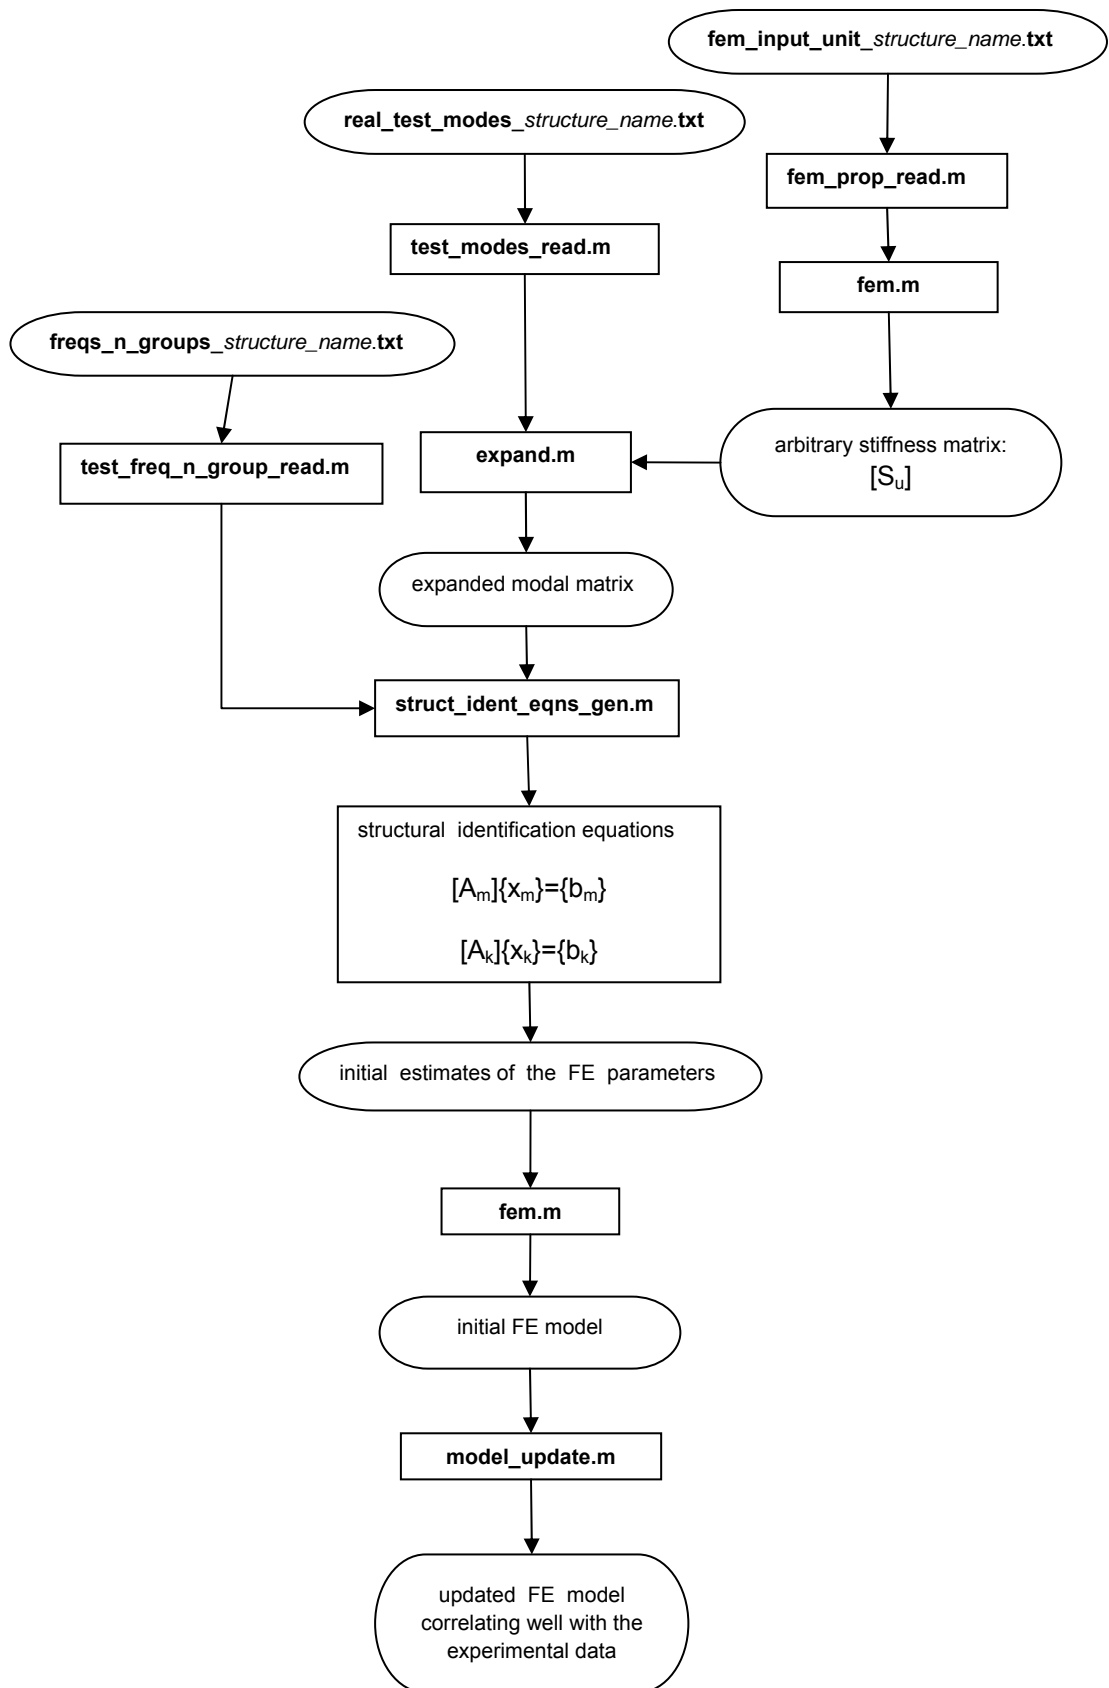 fem_input_unit_structure_name.txt
real_test_modes_structure_name.txt
fem_prop_read.m
test_modes_read.m
fem.m
freqs_n_groups_structure_name.txt
test_freq_n_group_read.m
expand.m
arbitrary stiffness matrix:
[Su]
expanded modal matrix
struct_ident_eqns_gen.m
structural identification equations
[Am]{xm}={bm}
[Ak]{xk}={bk}
initial estimates of the FE parameters
fem.m
initial FE model
model_update.m
updated FE model
correlating well with the
experimental data